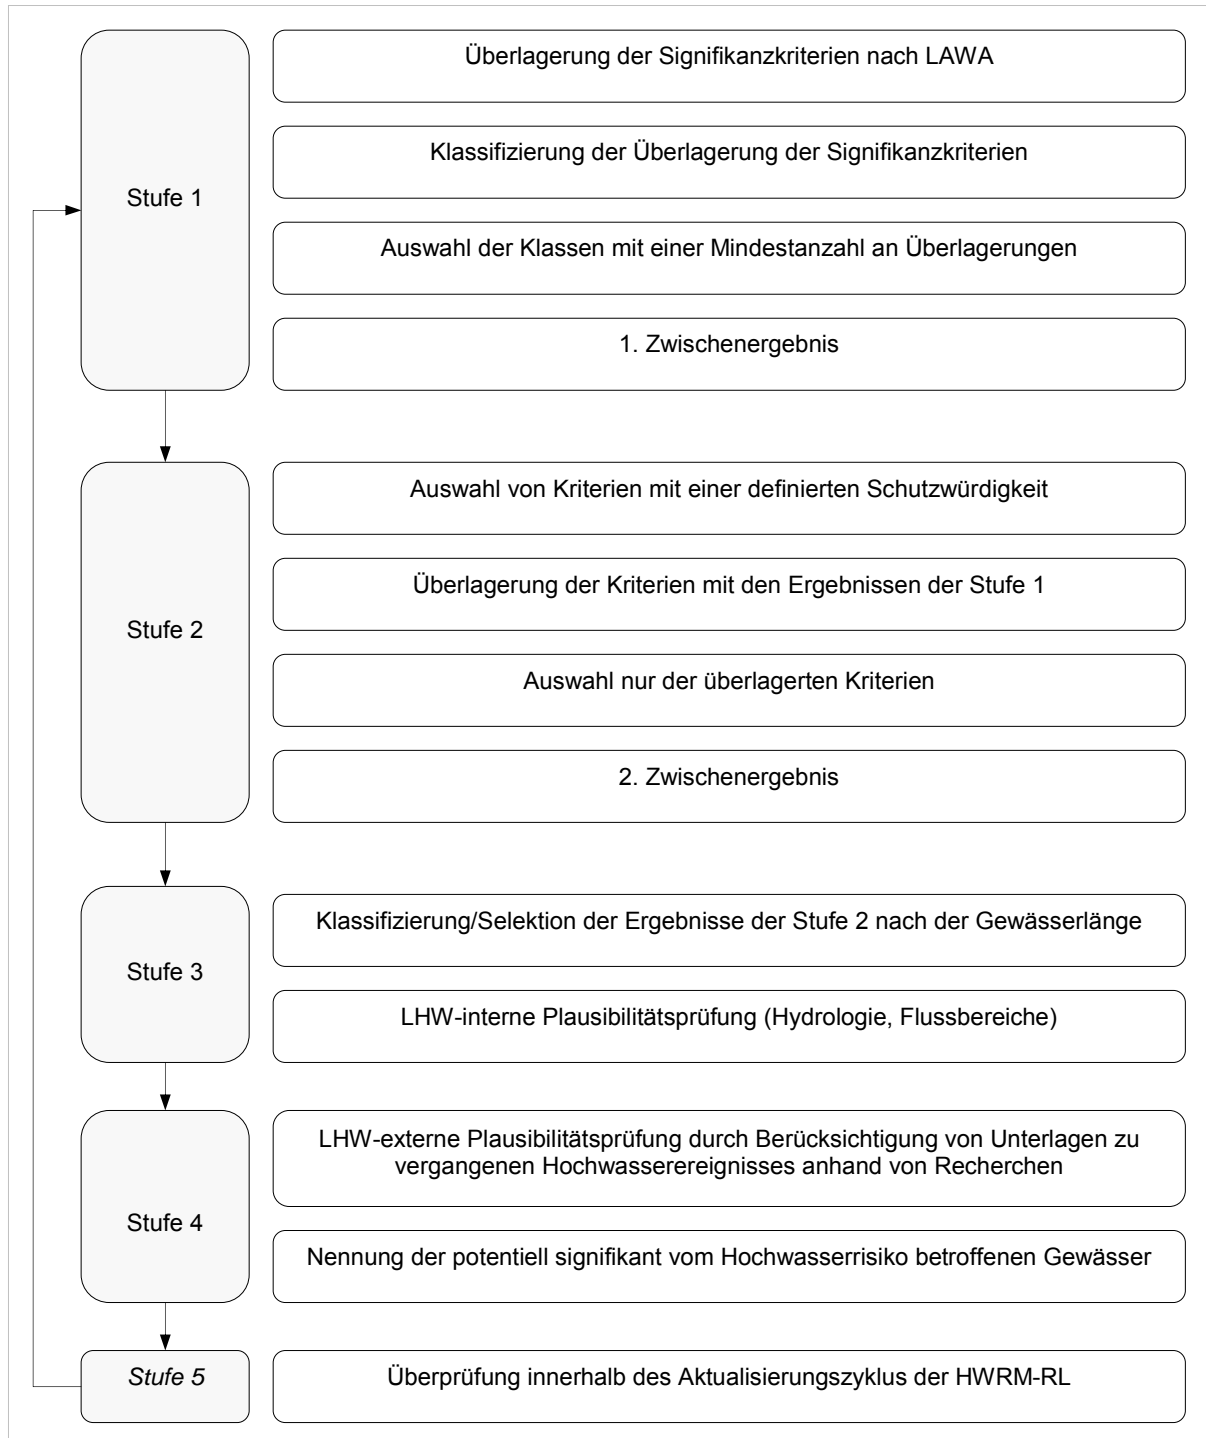 Stufe 1
Überlagerung der Signifikanzkriterien nach LAWA
Klassifizierung der Überlagerung der Signifikanzkriterien
Auswahl der Klassen mit einer Mindestanzahl an Überlagerungen
1. Zwischenergebnis
Stufe 2
Auswahl von Kriterien mit einer definierten Schutzwürdigkeit
Überlagerung der Kriterien mit den Ergebnissen der Stufe 1
Auswahl nur der überlagerten Kriterien
2. Zwischenergebnis
Stufe 3
Klassifizierung/Selektion der Ergebnisse der Stufe 2 nach der Gewässerlänge
LHW-interne Plausibilitätsprüfung (Hydrologie, Flussbereiche)
Stufe 4
LHW-externe Plausibilitätsprüfung durch Berücksichtigung von Unterlagen zu
vergangenen Hochwasserereignisses anhand von Recherchen
Nennung der potentiell signifikant vom Hochwasserrisiko betroffenen Gewässer
Stufe 5
Überprüfung innerhalb des Aktualisierungszyklus der HWRM-RL